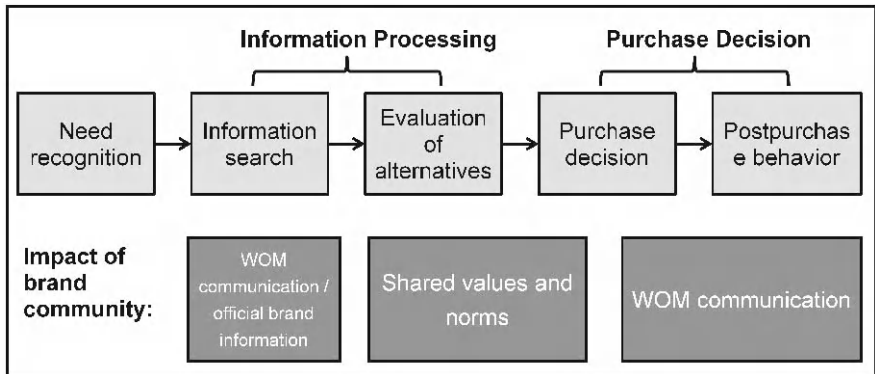 Information Processing
Purchase Decision
Need
recognition
Information
search
Evaluation
of
alternatives
Purchase
decision
Postpurchas
e behavior
Impact of
brand
community:
WOM
communication /
official brand
information
Shared values and
norms
WOM communication